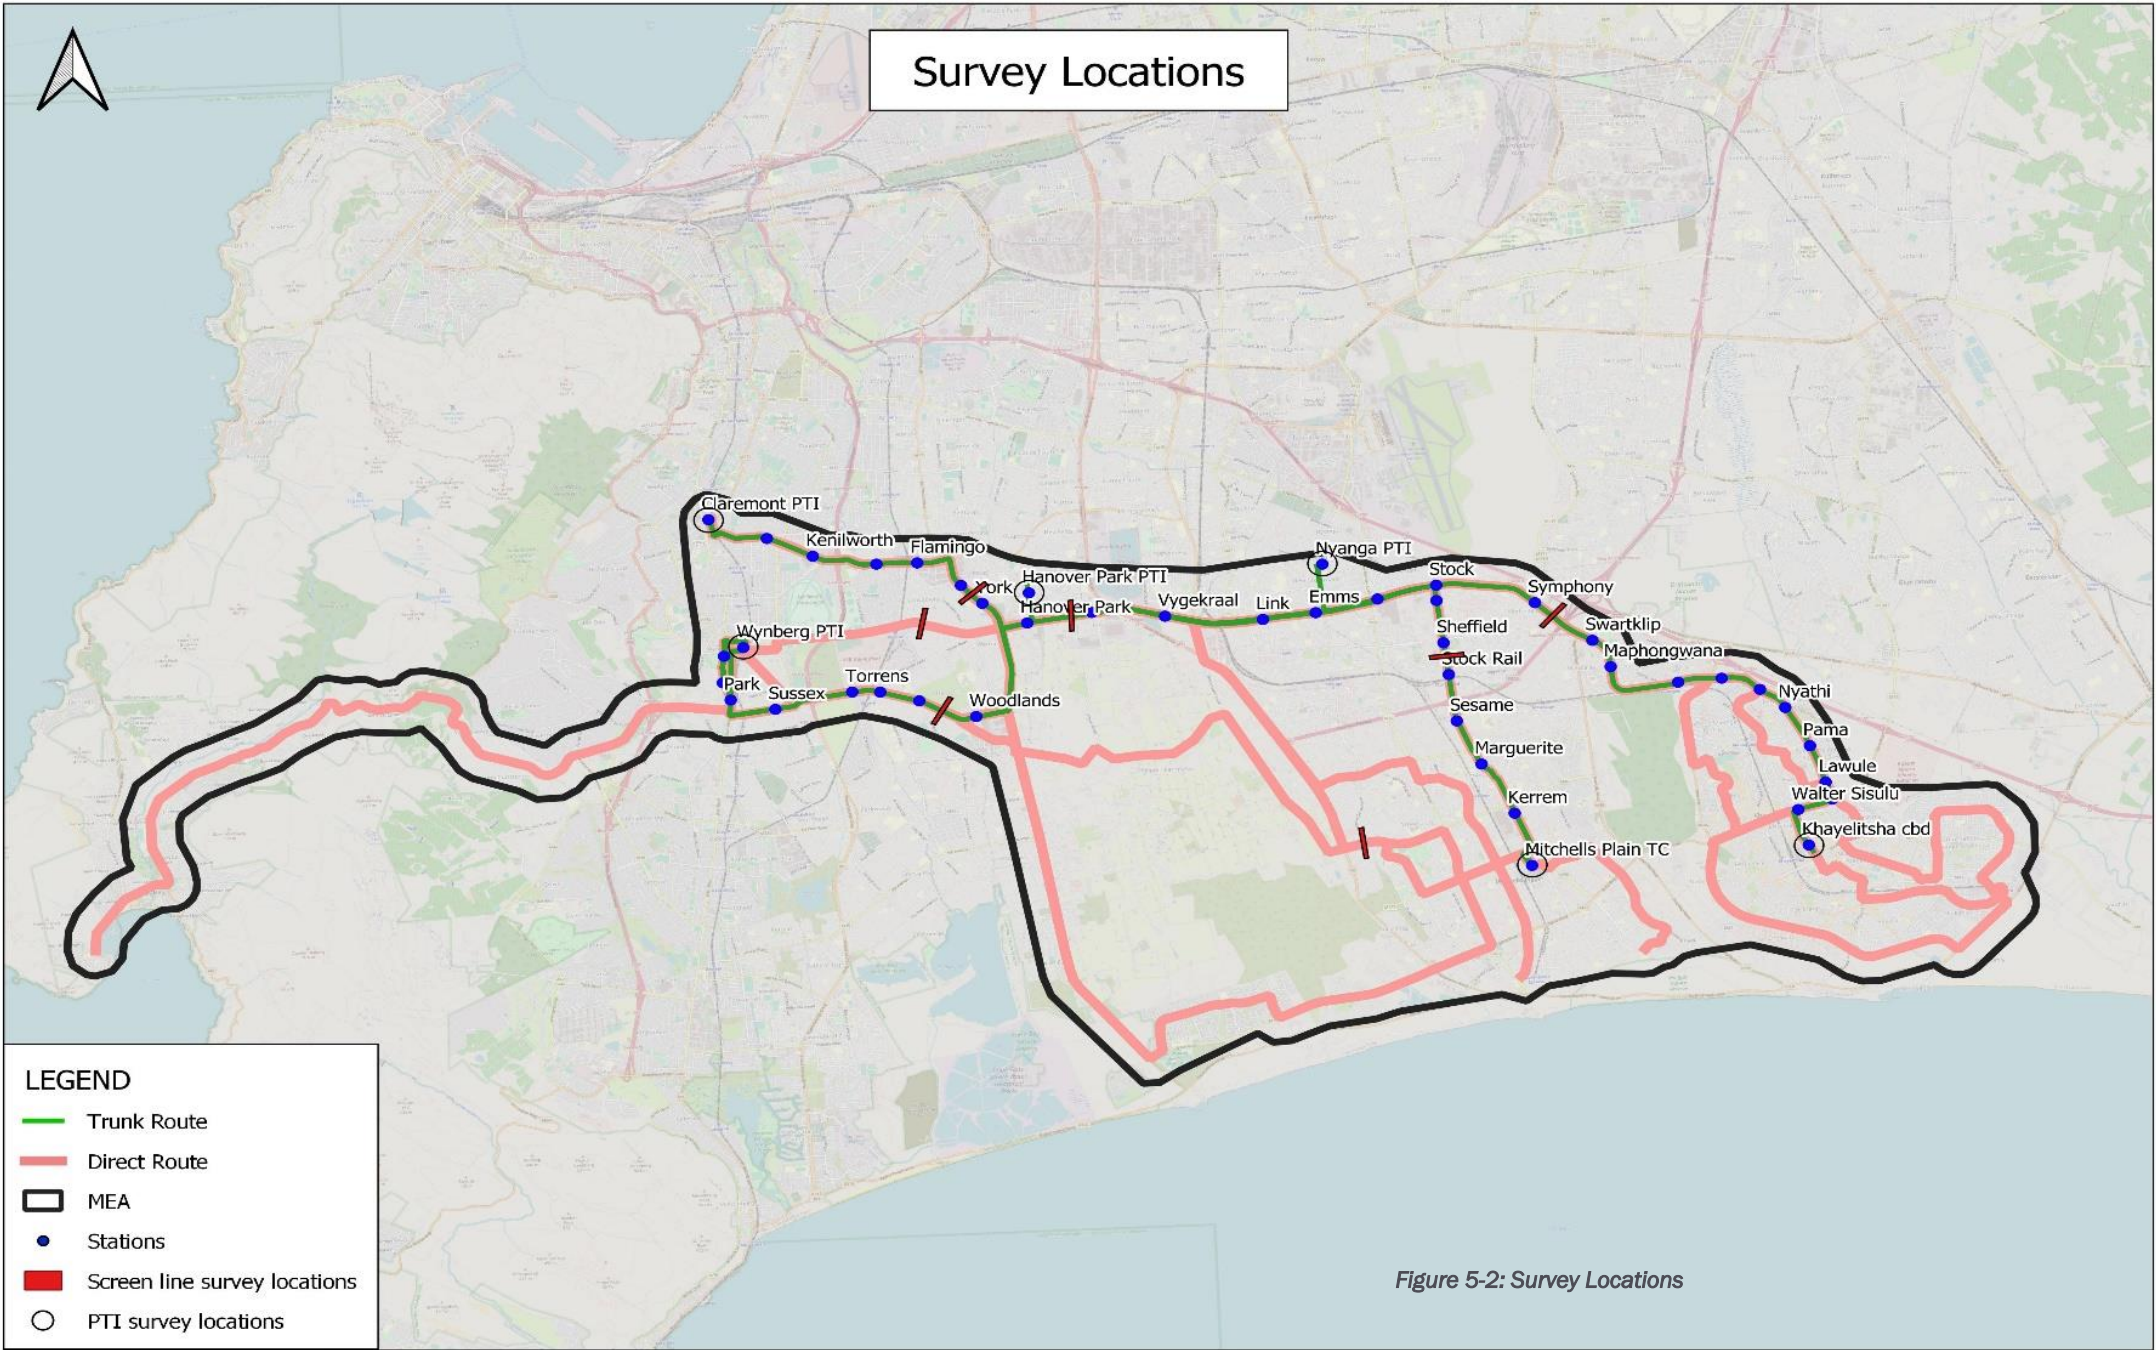 Survey Locations
Claremont PTI
Kenilworth
Flamingo
Nyanga PTI
York
Hanover Park PTI
Stock
Symphony
Hanover Park
Vygekraal
Link
Emms
Wynberg PTI
Sheffield
Swartklip
Stock Rail
Maphongwana
Park
Sussex
Torrens
Woodlands
Sesame
Nyathi
Pama
Marguerite
Lawule
Kerrem
Walter Sisulu
Khayelitsha cbd
Mitchells Plain TC
LEGEND
Trunk Route
Direct Route
MEA
Stations
Screen line survey locations
PTI survey locations
Figure 5-2: Survey Locations